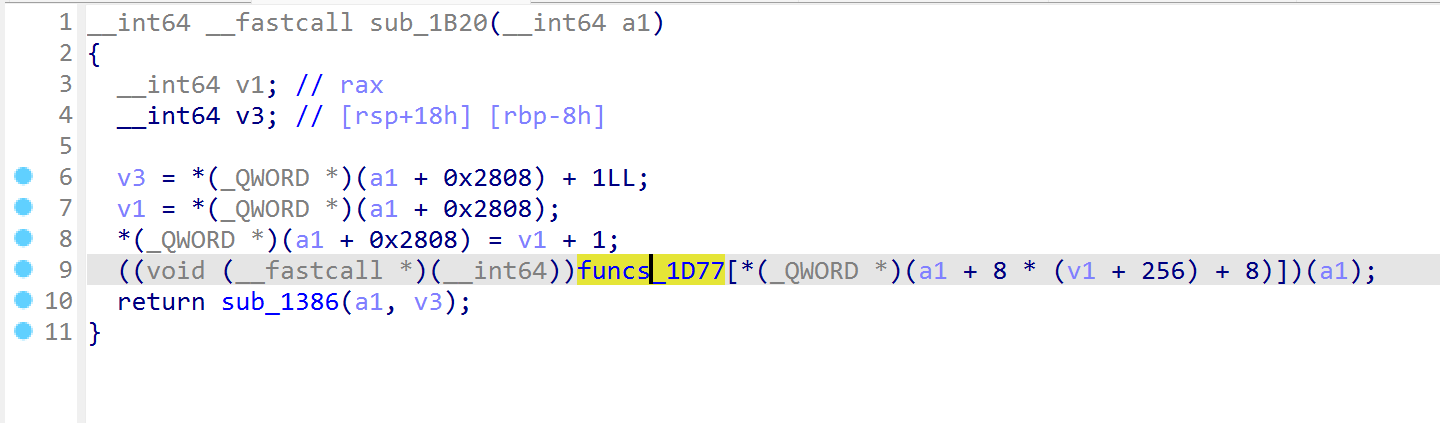 1 __int64 __fastcall sub_1B20(__int64 a1)
2 {
3   __int64 v1; // rax
4   __int64 v3; // [rsp+18h] [rbp-8h]
5
6   v3 = *(_QWORD *)(a1 + 0x2808) + 1LL;
7   v1 = *(_QWORD *)(a1 + 0x2808);
8   *(_QWORD *)(a1 + 0x2808) = v1 + 1;
9   ((void (__fastcall *)(__int64))funcs_1D77[*(_QWORD *)(a1 + 8 * (v1 + 256) + 8)])(a1);
10   return sub_1386(a1, v3);
11 }